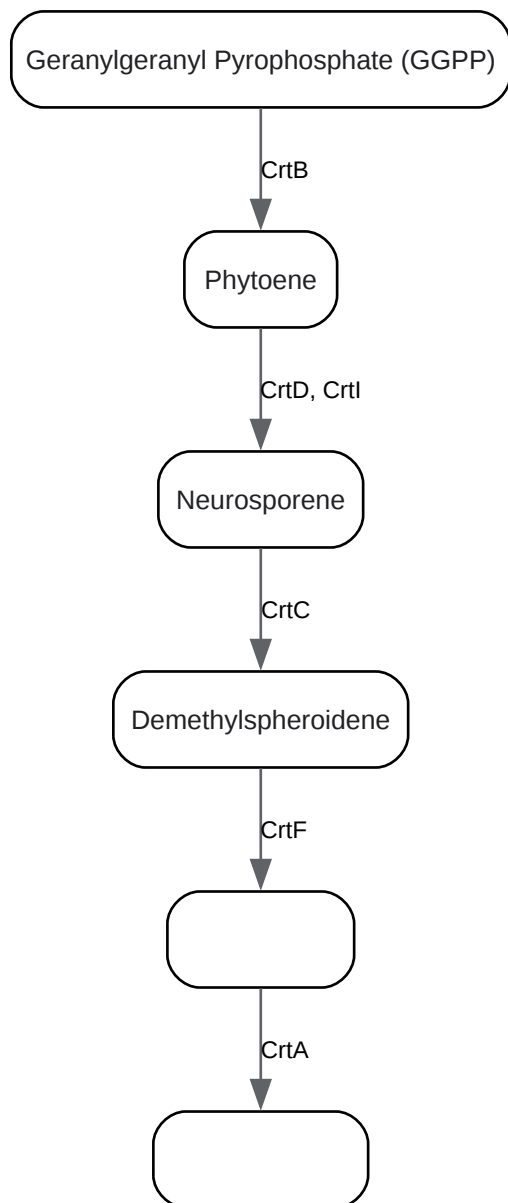 Geranylgeranyl Pyrophosphate (GGPP)
CrtB
Phytoene
CrtD, CrtI
Neurosporene
CrtC
Demethylspheroidene
CrtF
CrtA